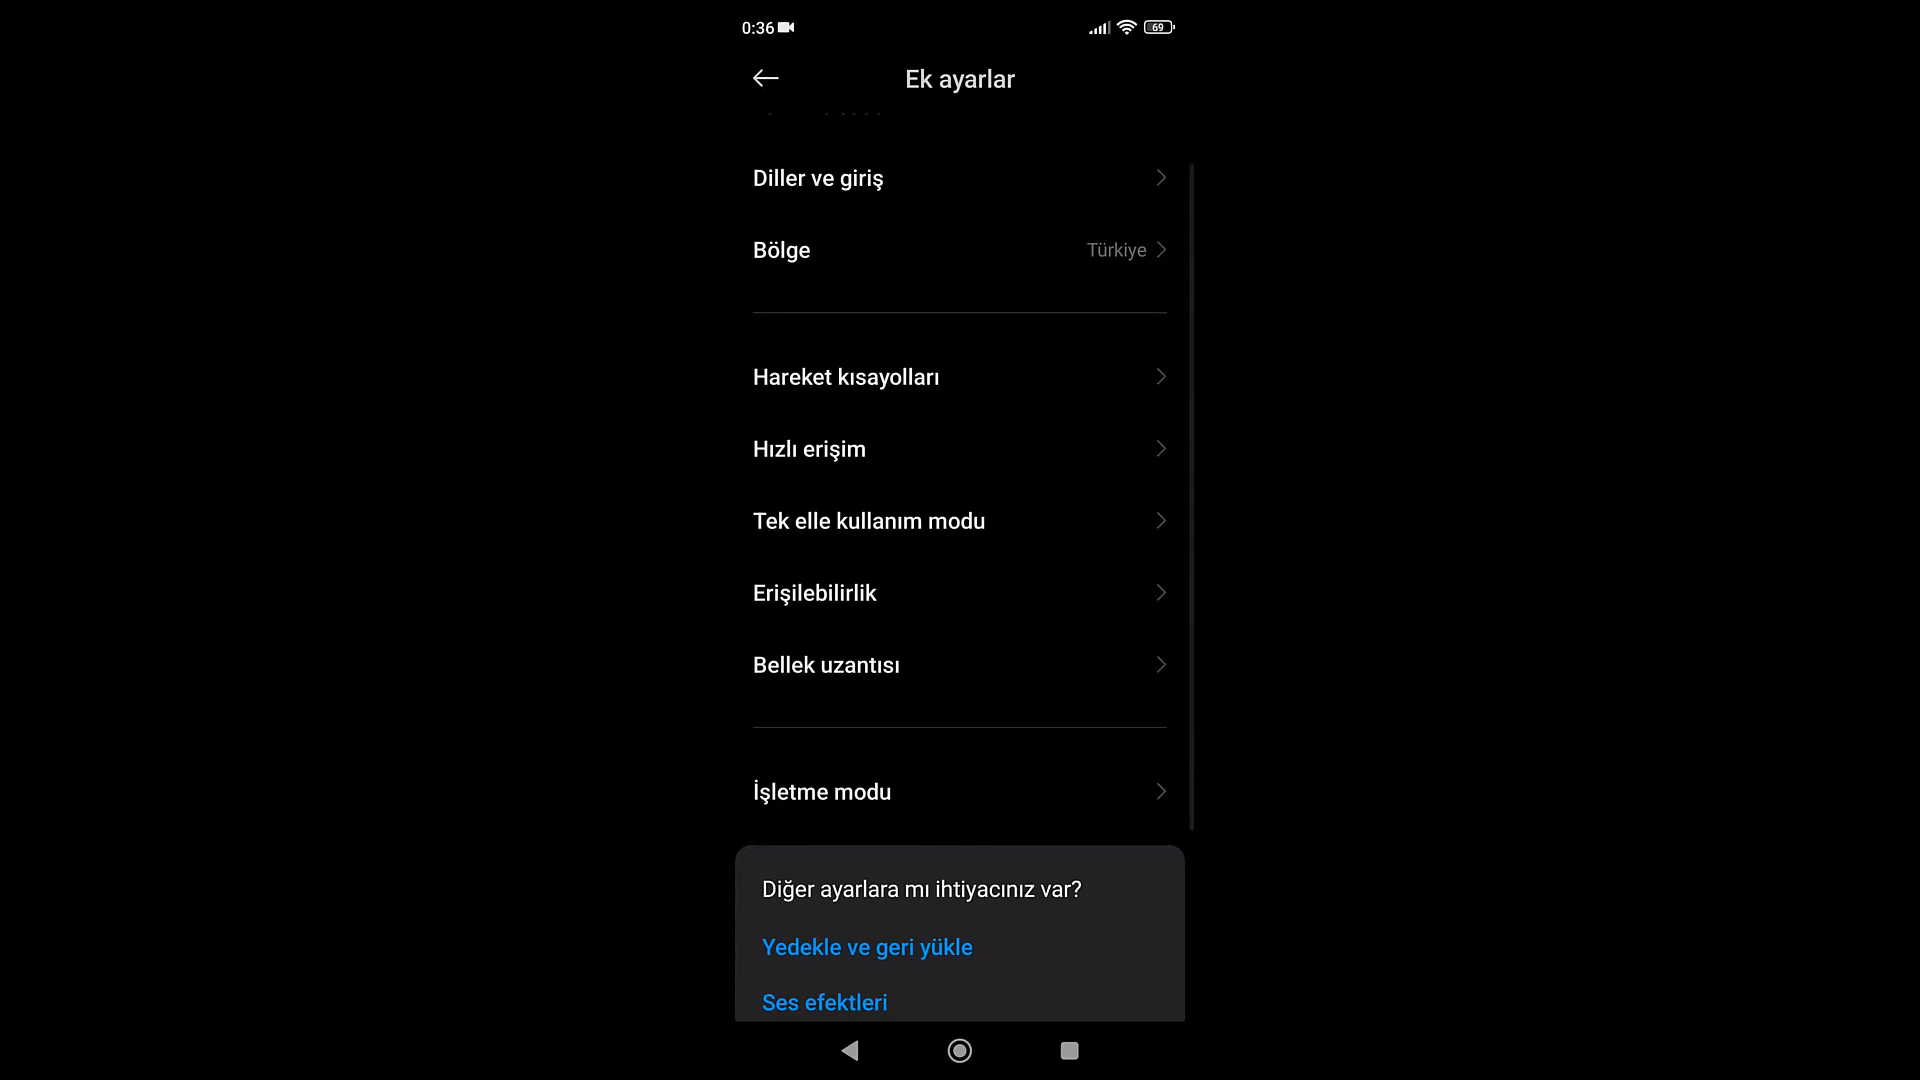 0:36
69
Ek ayarlar
Diller ve giriş
Bölge
Türkiye
Hareket kısayolları
Hızlı erişim
Tek elle kullanım modu
Erişilebilirlik
Bellek uzantısı
İşletme modu
Diğer ayarlara mı ihtiyacınız var?
Yedekle ve geri yükle
Ses efektleri